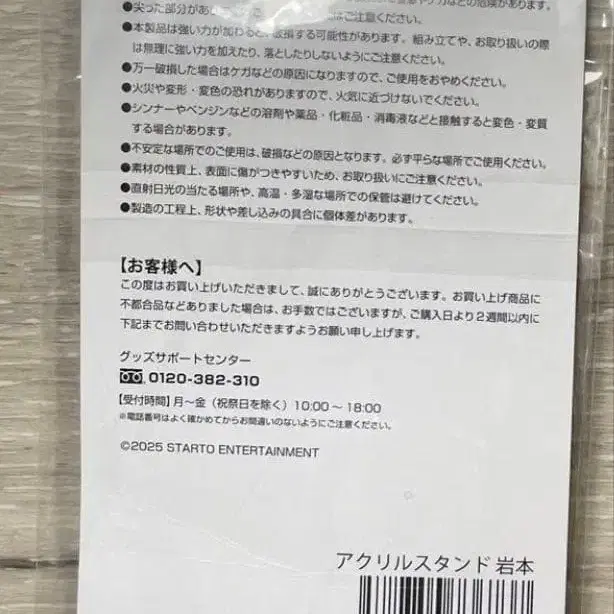 ●尖った部分があ
はご注意ください。
●本製品は強い力が加わると、破損する可能性があります。組み立てや、お取り扱いの際
は無理に強い力を加えたり、落としたりしないようにご注意ください。
●万一破損した場合はケガなどの原因になりますので、ご使用をおやめください。
●火災や変形・変色の恐れがありますので、火気に近づけないでください。
●シンナーやベンジンなどの溶剤や薬品・化粧品・消毒液などと接触すると変色・変質
する場合があります。
●不安定な場所でのご使用は、破損などの原因となります。必ず平らな場所でご使用ください。
●素材の性質上、表面に傷がつきやすいため、お取り扱いにご注意ください。
●直射日光の当たる場所や、高温・多湿な場所での保管は避けてください。
●製造の工程上、形状や差し込みの具合に個体差があります。
【お客様へ】
この度はお買い上げいただきまして、誠にありがとうございます。お買い上げ商品に
不都合品などありました場合は、お手数ではございますが、ご購入日より2週間以内に
下記までお問い合わせいただきますようお願い申し上げます。
グッズサポートセンター
0120-382-310
【受付時間】月～金（祝祭日を除く）10:00～18:00
※電話番号はよく確かめてからお間違いのないようにご注意ください。
©2025 STARTO ENTERTAINMENT
アクリルスタンド 岩本